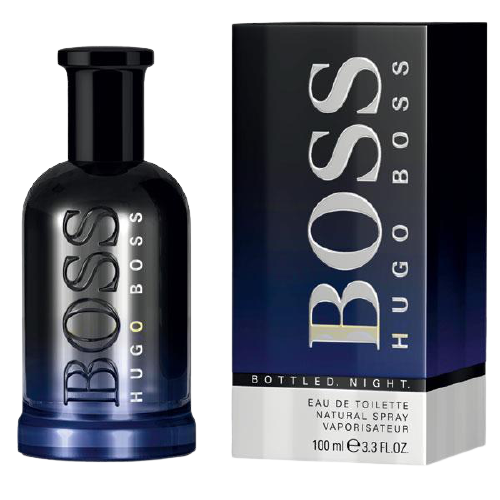 BOSS
HUGO BOSS
BOSS
HUGO BOSS
BOTTLED. NIGHT.
EAU DE TOILETTE
NATURAL SPRAY
VAPORISATEUR
100 ml ℮ 3.3 FL.OZ.